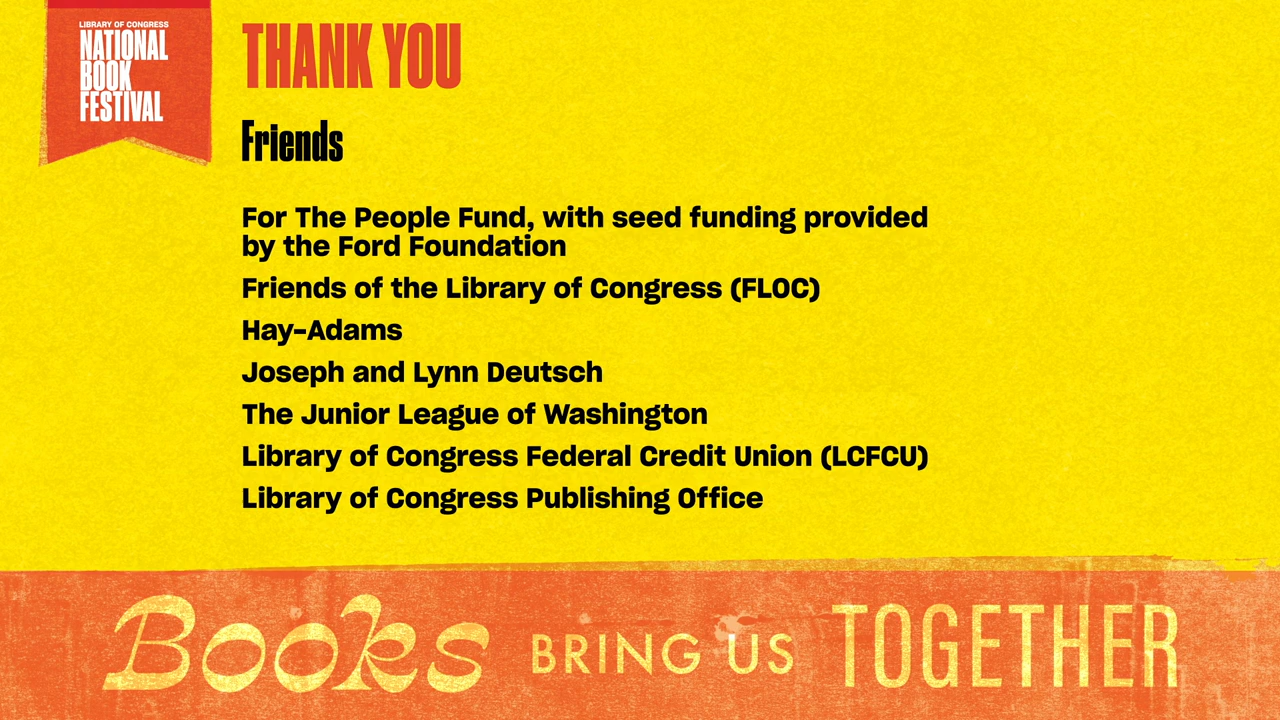 LIBRARY OF CONGRESS
NATIONAL
BOOK
FESTIVAL
THANK YOU
Friends
For The People Fund, with seed funding provided
by the Ford Foundation
Friends of the Library of Congress (FLOC)
Hay-Adams
Joseph and Lynn Deutsch
The Junior League of Washington
Library of Congress Federal Credit Union (LCFCU)
Library of Congress Publishing Office
Books BRING US TOGETHER